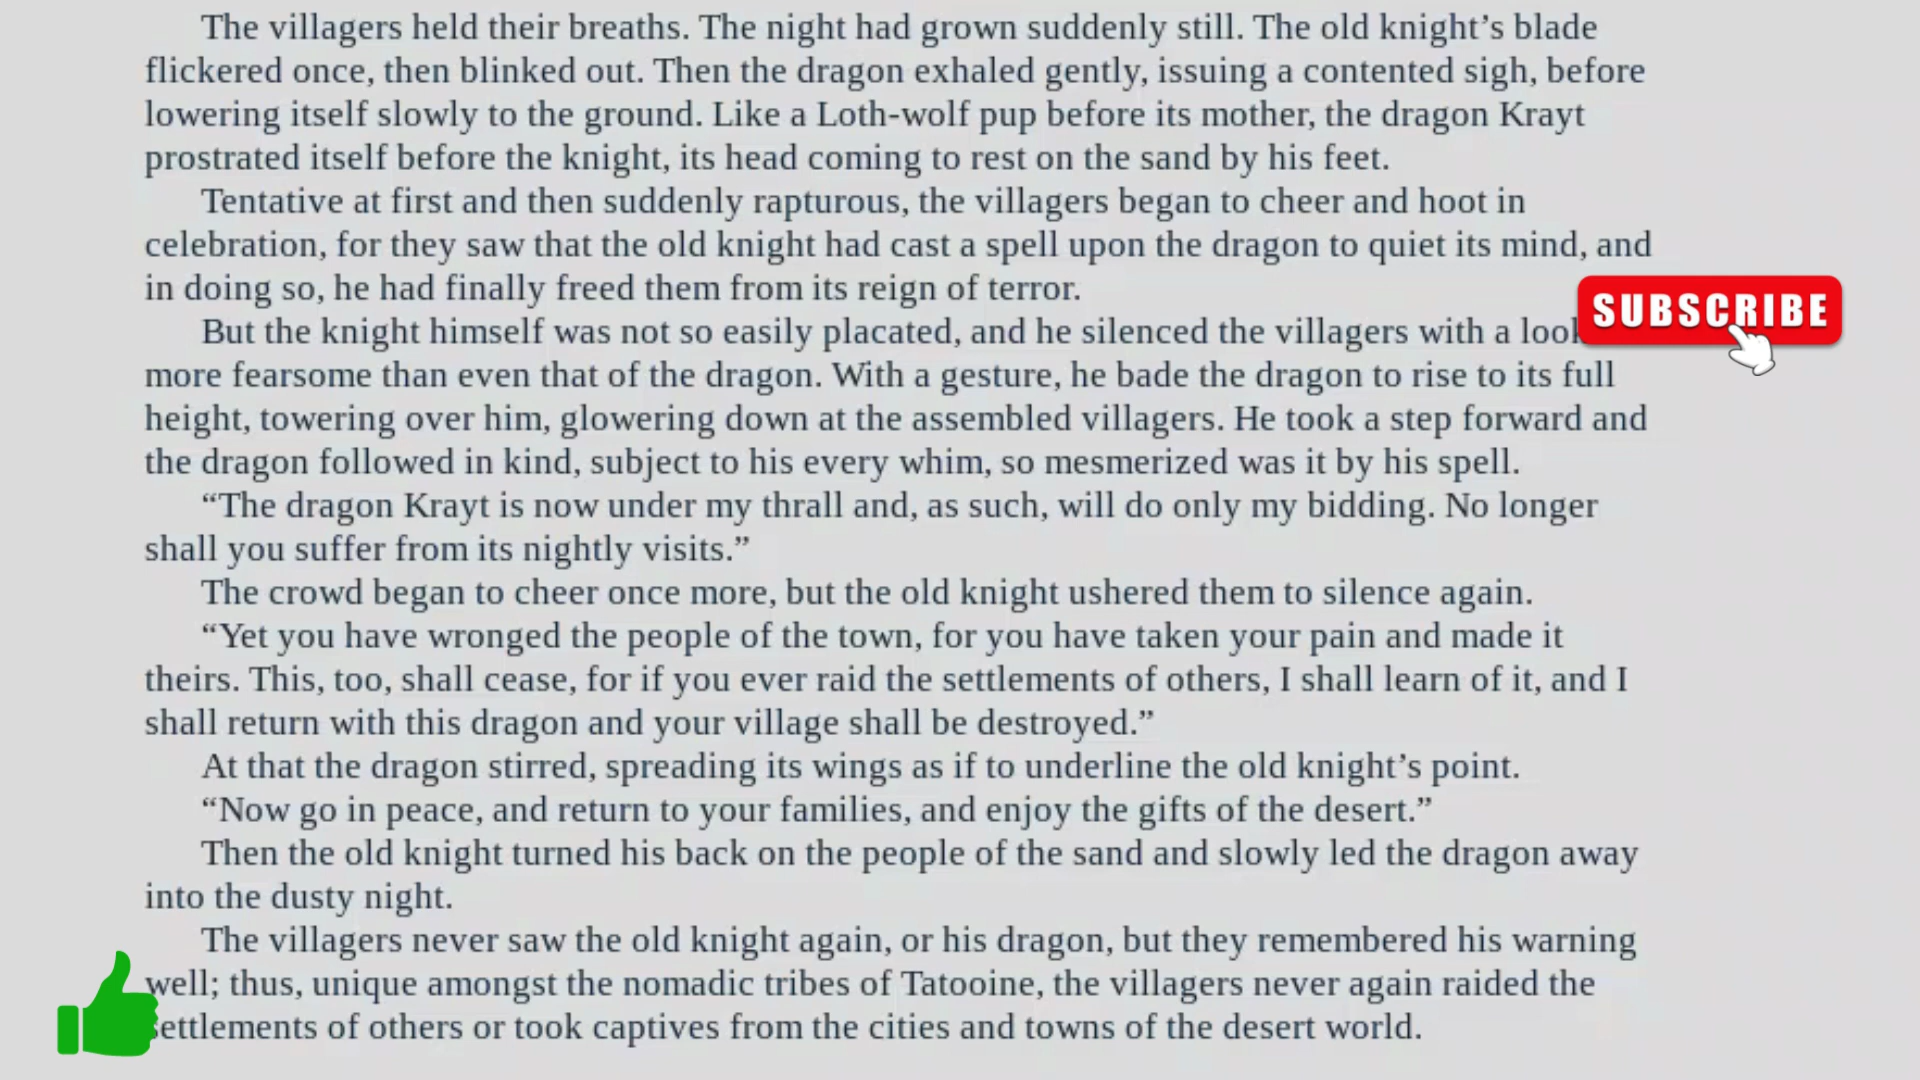 The villagers held their breaths. The night had grown suddenly still. The old knight’s blade
flickered once, then blinked out. Then the dragon exhaled gently, issuing a contented sigh, before
lowering itself slowly to the ground. Like a Loth-wolf pup before its mother, the dragon Krayt
prostrated itself before the knight, its head coming to rest on the sand by his feet.
Tentative at first and then suddenly rapturous, the villagers began to cheer and hoot in
celebration, for they saw that the old knight had cast a spell upon the dragon to quiet its mind, and
in doing so, he had finally freed them from its reign of terror.
But the knight himself was not so easily placated, and he silenced the villagers with a look
SUBSCRIBE
more fearsome than even that of the dragon. With a gesture, he bade the dragon to rise to its full
height, towering over him, glowering down at the assembled villagers. He took a step forward and
the dragon followed in kind, subject to his every whim, so mesmerized was it by his spell.
“The dragon Krayt is now under my thrall and, as such, will do only my bidding. No longer
shall you suffer from its nightly visits.”
The crowd began to cheer once more, but the old knight ushered them to silence again.
“Yet you have wronged the people of the town, for you have taken your pain and made it
theirs. This, too, shall cease, for if you ever raid the settlements of others, I shall learn of it, and I
shall return with this dragon and your village shall be destroyed.”
At that the dragon stirred, spreading its wings as if to underline the old knight’s point.
“Now go in peace, and return to your families, and enjoy the gifts of the desert.”
Then the old knight turned his back on the people of the sand and slowly led the dragon away
into the dusty night.
The villagers never saw the old knight again, or his dragon, but they remembered his warning
well; thus, unique amongst the nomadic tribes of Tatooine, the villagers never again raided the
settlements of others or took captives from the cities and towns of the desert world.